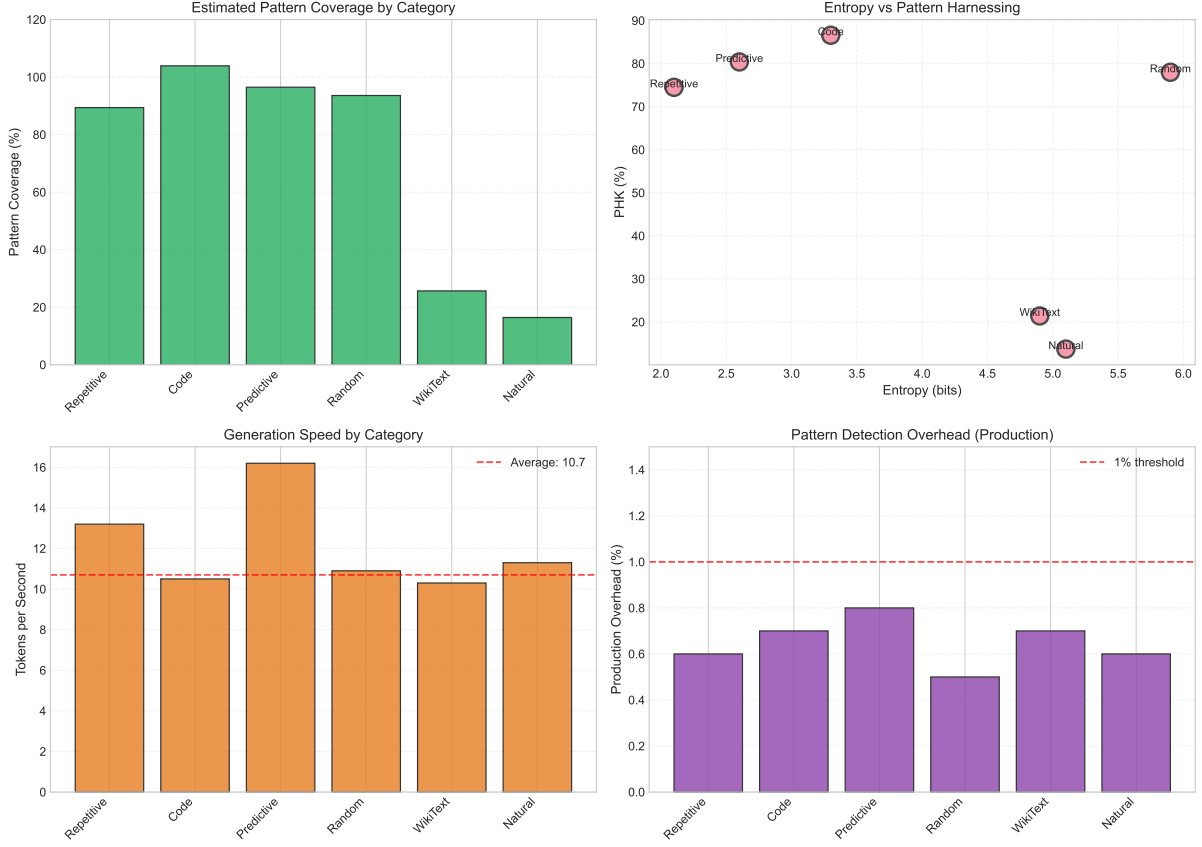 Estimated Pattern Coverage by Category
120
100
80
60
40
20
0
Pattern Coverage (%)
Repetitive
Code
Predictive
Random
WikiText
Natural
Entropy vs Pattern Harnessing
90
80
70
60
50
40
30
20
PHK (%)
Code
Predictive
Repetitive
Random
WikiText
Natural
2.0 2.5 3.0 3.5 4.0 4.5 5.0 5.5 6.0
Entropy (bits)
Generation Speed by Category
Average: 10.7
16
14
12
10
8
6
4
2
0
Tokens per Second
Repetitive
Code
Predictive
Random
WikiText
Natural
Pattern Detection Overhead (Production)
1% threshold
1.4
1.2
1.0
0.8
0.6
0.4
0.2
0.0
Production Overhead (%)
Repetitive
Code
Predictive
Random
WikiText
Natural